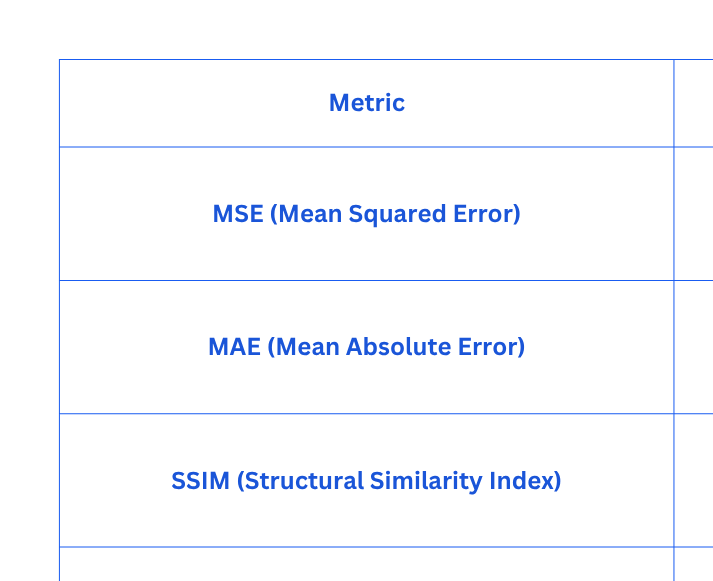 Metric
MSE (Mean Squared Error)
MAE (Mean Absolute Error)
SSIM (Structural Similarity Index)